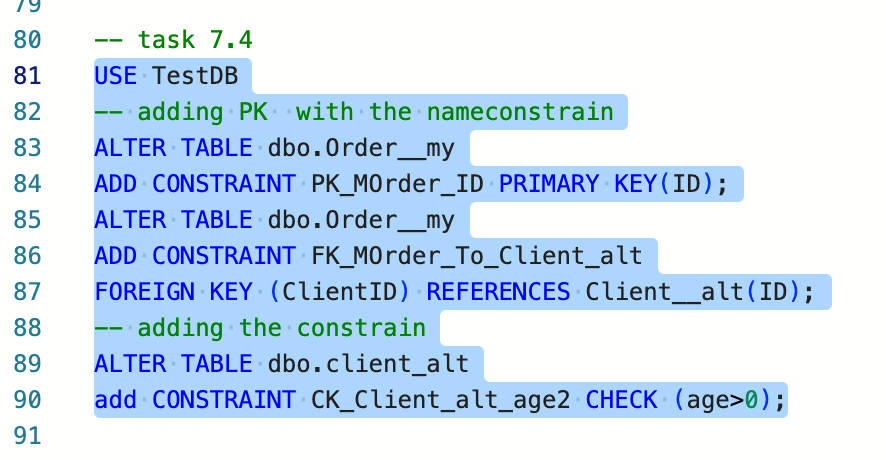 79
80 -- task 7.4
81 USE TestDB
82 -- adding PK  with the nameconstrain
83 ALTER TABLE dbo.Order__my
84 ADD CONSTRAINT PK_MOrder_ID PRIMARY KEY(ID);
85 ALTER TABLE dbo.Order__my
86 ADD CONSTRAINT FK_MOrder_To_Client_alt
87 FOREIGN KEY (ClientID) REFERENCES Client__alt(ID);
88 -- adding the constrain
89 ALTER TABLE dbo.client_alt
90 add CONSTRAINT CK_Client_alt_age2 CHECK (age>0);
91